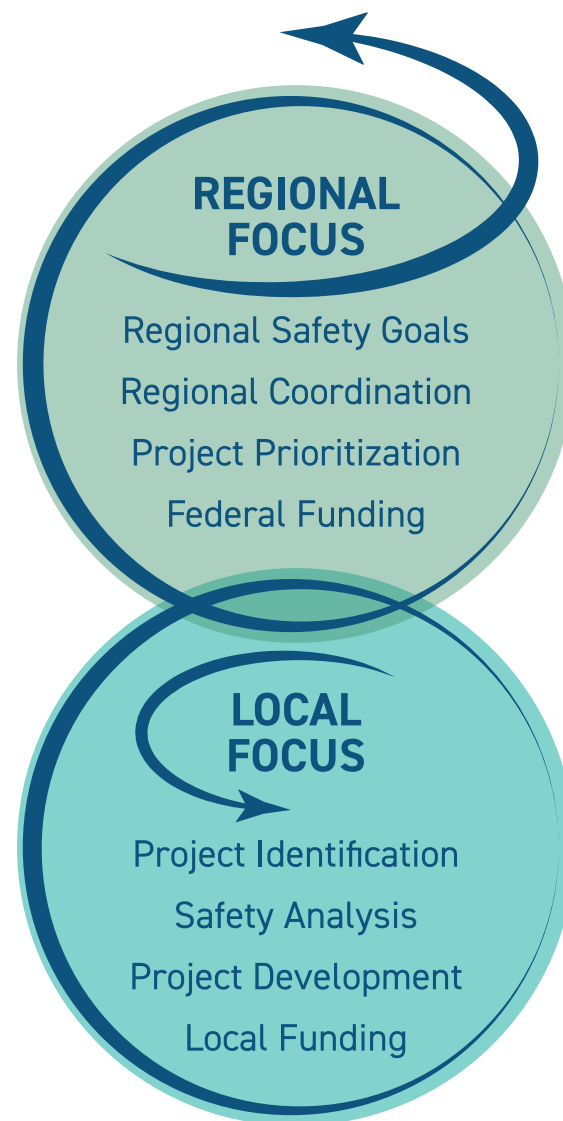 REGIONAL
FOCUS
Regional Safety Goals
Regional Coordination
Project Prioritization
Federal Funding
LOCAL
FOCUS
Project Identification
Safety Analysis
Project Development
Local Funding